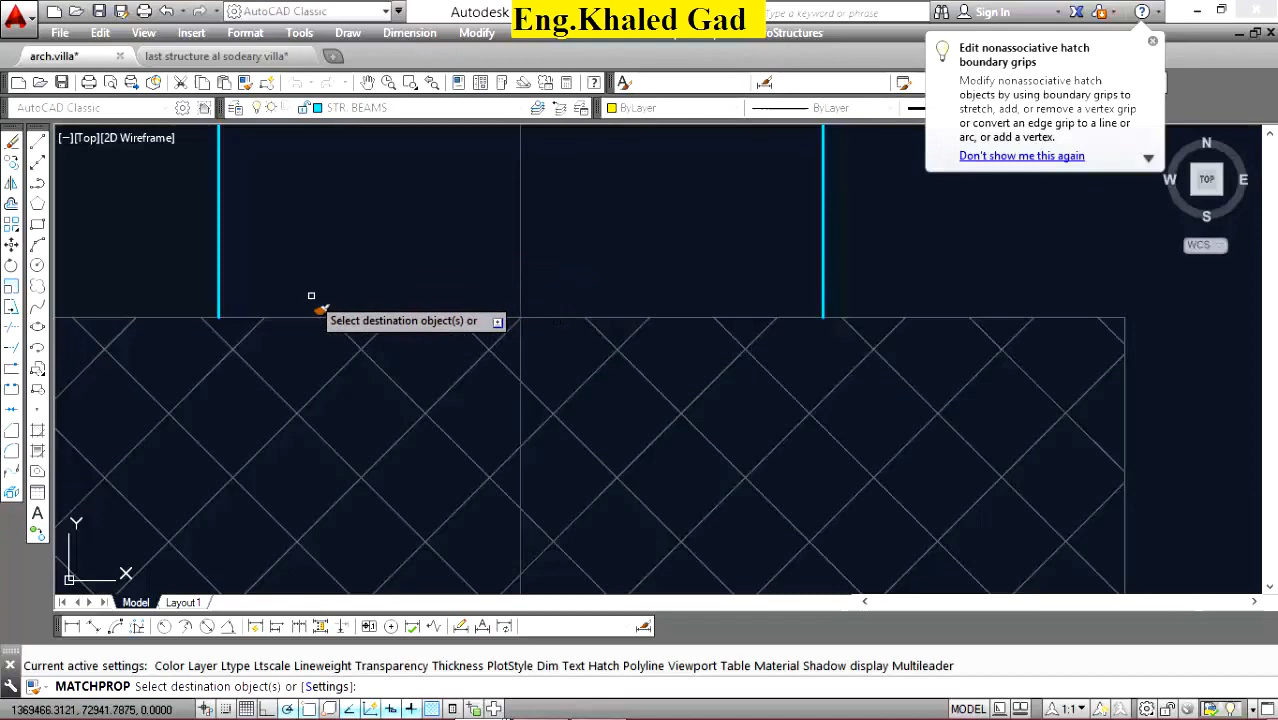 AutoCAD Classic
Autodesk
Eng.Khaled Gad
Type a keyword or phrase
Sign In
File
Edit
View
Insert
Format
Tools
Draw
Dimension
Modify
oStructures
arch.villa*
last structure al sodeary villa*
AutoCAD Classic
STR. BEAMS
ByLayer
ByLayer
[−][Top][2D Wireframe]
Edit nonassociative hatch
boundary grips
Modify nonassociative hatch
objects by using boundary grips to
stretch, add, or remove a vertex grip
or convert an edge grip to a line or
arc, or add a vertex.
Don't show me this again
N
W
TOP
E
S
WCS
Select destination object(s) or
Y
X
Model
Layout1
Current active settings: Color Layer Ltype Ltscale Lineweight Transparency Thickness PlotStyle Dim Text Hatch Polyline Viewport Table Material Shadow display Multileader
MATCHPROP Select destination object(s) or [Settings]:
1369466.3121, 72941.7875, 0.0000
MODEL
1:1